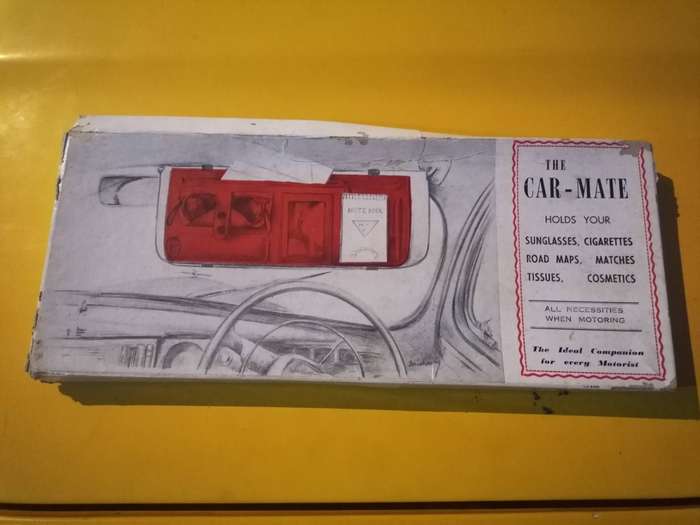 NOTE BOOK
THE
CAR-MATE
HOLDS YOUR
SUNGLASSES, CIGARETTES
ROAD MAPS, MATCHES
TISSUES, COSMETICS
ALL NECESSITIES
WHEN MOTORING
The Ideal Companion
for every Motorist